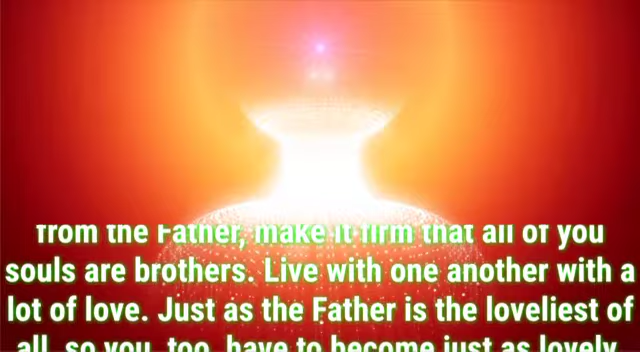 from the Father, make it firm that all of you
souls are brothers. Live with one another with a
lot of love. Just as the Father is the loveliest of
all, so you, too, have to become just as lovely.